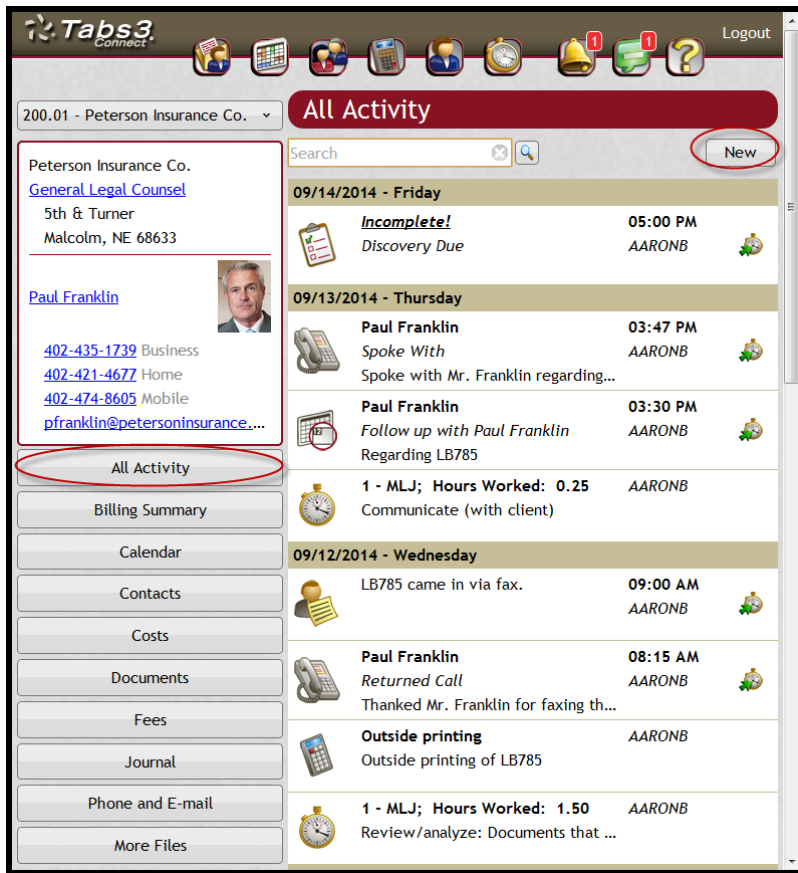 Tabs3
Connect
1
1
Logout
200.01 - Peterson Insurance Co.
Peterson Insurance Co.
General Legal Counsel
5th & Turner
Malcolm, NE 68633
Paul Franklin
402-435-1739 Business
402-421-4677 Home
402-474-8605 Mobile
pfranklin@petersoninsurance....
All Activity
Billing Summary
Calendar
Contacts
Costs
Documents
Fees
Journal
Phone and E-mail
More Files
All Activity
Search
New
09/14/2014 - Friday
Incomplete! 05:00 PM
Discovery Due AARONB
09/13/2014 - Thursday
Paul Franklin 03:47 PM
Spoke With AARONB
Spoke with Mr. Franklin regarding...
Paul Franklin 03:30 PM
Follow up with Paul Franklin AARONB
Regarding LB785
12
1 - MLJ; Hours Worked: 0.25 AARONB
Communicate (with client)
09/12/2014 - Wednesday
LB785 came in via fax. 09:00 AM
AARONB
Paul Franklin 08:15 AM
Returned Call AARONB
Thanked Mr. Franklin for faxing th...
Outside printing AARONB
Outside printing of LB785
1 - MLJ; Hours Worked: 1.50 AARONB
Review/analyze: Documents that ...